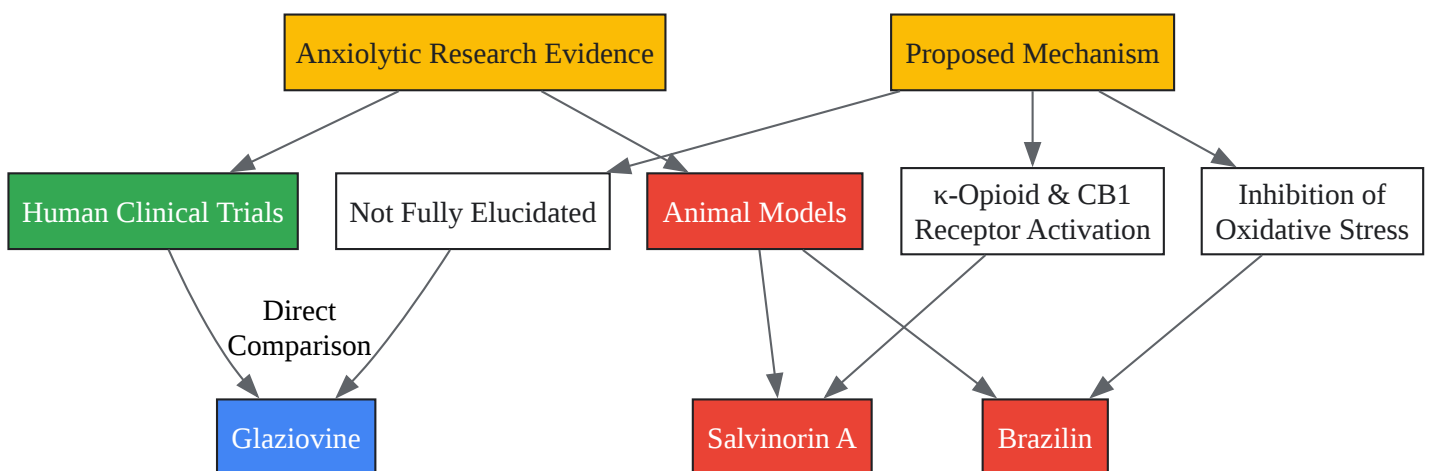 Anxiolytic Research Evidence
Proposed Mechanism
Human Clinical Trials
Not Fully Elucidated
Animal Models
κ-Opioid & CB1
Receptor Activation
Inhibition of
Oxidative Stress
Direct
Comparison
Glaziovine
Salvinorin A
Brazilin